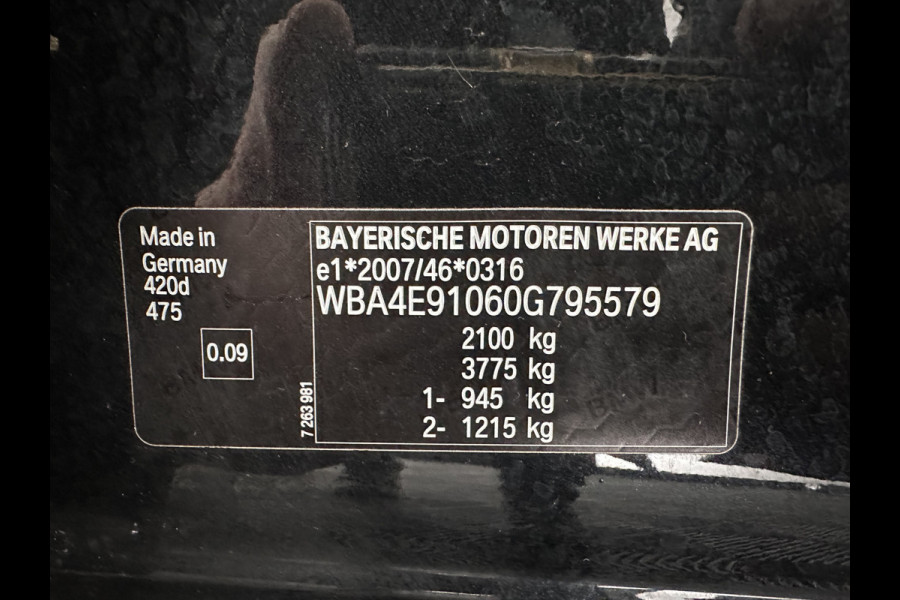 Made in
Germany
420d
475
0.09
7 263 981
BAYERISCHE MOTOREN WERKE AG
e1*2007/46*0316
WBA4E91060G795579
2100 kg
3775 kg
1- 945 kg
2- 1215 kg